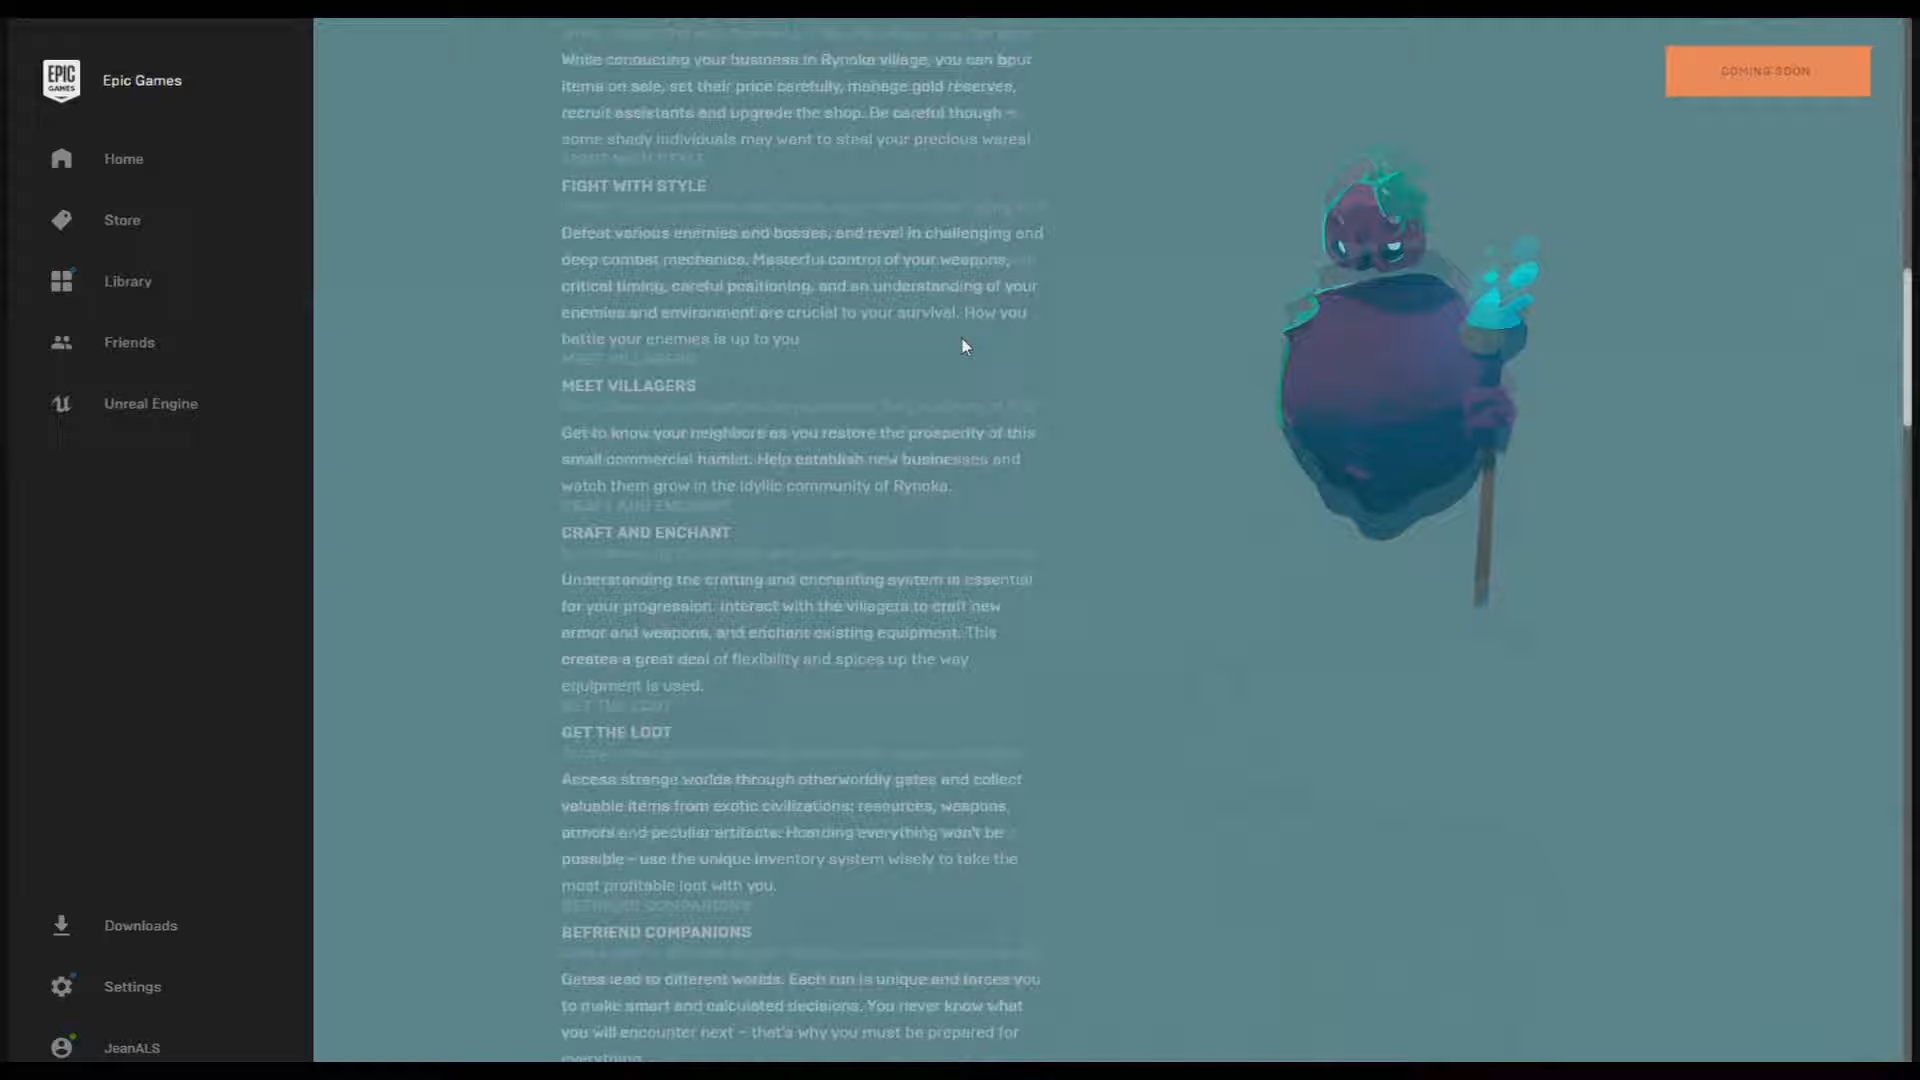 EPIC GAMES
Epic Games
Home
Store
Library
Friends
Unreal Engine
Downloads
Settings
JeanALS
COMING SOON
While conducting your business in Rynoka village, you can put
items on sale, set their price carefully, manage gold reserves,
recruit assistants and upgrade the shop. Be careful though –
some shady individuals may want to steal your precious wares!
FIGHT WITH STYLE
Defeat various enemies and bosses, and revel in challenging and
deep combat mechanics. Masterful control of your weapons,
critical timing, careful positioning, and an understanding of your
enemies and environment are crucial to your survival. How you
battle your enemies is up to you
MEET VILLAGERS
Get to know your neighbors as you restore the prosperity of this
small commercial hamlet. Help establish new businesses and
watch them grow in the idyllic community of Rynoka.
CRAFT AND ENCHANT
Understanding the crafting and enchanting system is essential
for your progression. Interact with the villagers to craft new
armor and weapons, and enchant existing equipment. This
creates a great deal of flexibility and spices up the way
equipment is used.
GET THE LOOT
Access strange worlds through otherworldly gates and collect
valuable items from exotic civilizations: resources, weapons,
armors and peculiar artifacts. Hoarding everything won't be
possible – use the unique inventory system wisely to take the
most profitable loot with you.
BEFRIEND COMPANIONS
Gates lead to different worlds. Each run is unique and forces you
to make smart and calculated decisions. You never know what
you will encounter next – that's why you must be prepared for
everything.